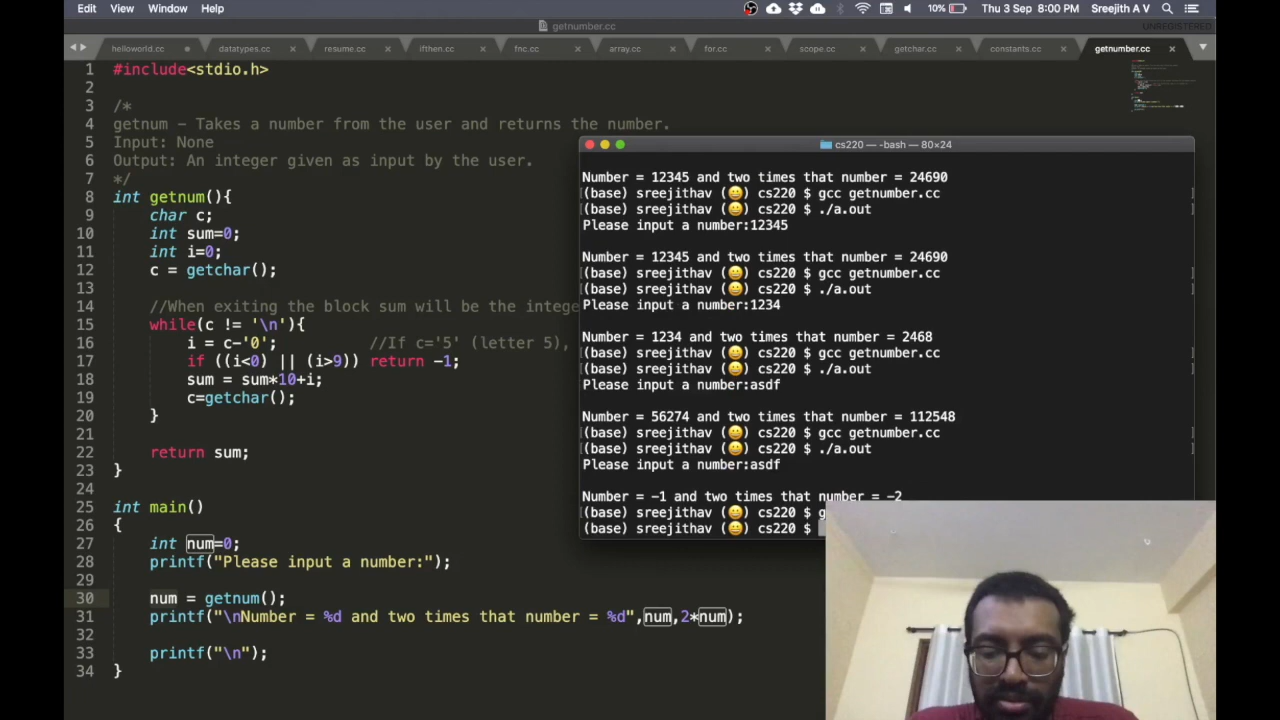 Edit View Window Help 10% Thu 3 Sep 8:00 PM Sreejith A V
getnumber.cc UNREGISTERED
helloworld.cc datatypes.cc resume.cc ifthen.cc fnc.cc array.cc for.cc scope.cc getchar.cc constants.cc getnumber.cc
1 #include<stdio.h>
2
3 /*
4 getnum - Takes a number from the user and returns the number.
5 Input: None
6 Output: An integer given as input by the user.
7 */
8 int getnum(){
9 char c;
10 int sum=0;
11 int i=0;
12 c = getchar();
13
14 //When exiting the block sum will be the intege
15 while(c != '\n'){
16 i = c-'0'; //If c='5' (letter 5),
17 if ((i<0) || (i>9)) return -1;
18 sum = sum*10+i;
19 c=getchar();
20 }
21
22 return sum;
23 }
24
25 int main()
26 {
27 int num=0;
28 printf("Please input a number:");
29
30 num = getnum();
31 printf("\nNumber = %d and two times that number = %d",num,2*num);
32
33 printf("\n");
34 }
cs220 — -bash — 80×24
Number = 12345 and two times that number = 24690
(base) sreejithav (😀) cs220 $ gcc getnumber.cc
(base) sreejithav (😀) cs220 $ ./a.out
Please input a number:12345
Number = 12345 and two times that number = 24690
(base) sreejithav (😀) cs220 $ gcc getnumber.cc
(base) sreejithav (😀) cs220 $ ./a.out
Please input a number:1234
Number = 1234 and two times that number = 2468
(base) sreejithav (😀) cs220 $ gcc getnumber.cc
(base) sreejithav (😀) cs220 $ ./a.out
Please input a number:asdf
Number = 56274 and two times that number = 112548
(base) sreejithav (😀) cs220 $ gcc getnumber.cc
(base) sreejithav (😀) cs220 $ ./a.out
Please input a number:asdf
Number = -1 and two times that number = -2
(base) sreejithav (😀) cs220 $ g
(base) sreejithav (😀) cs220 $